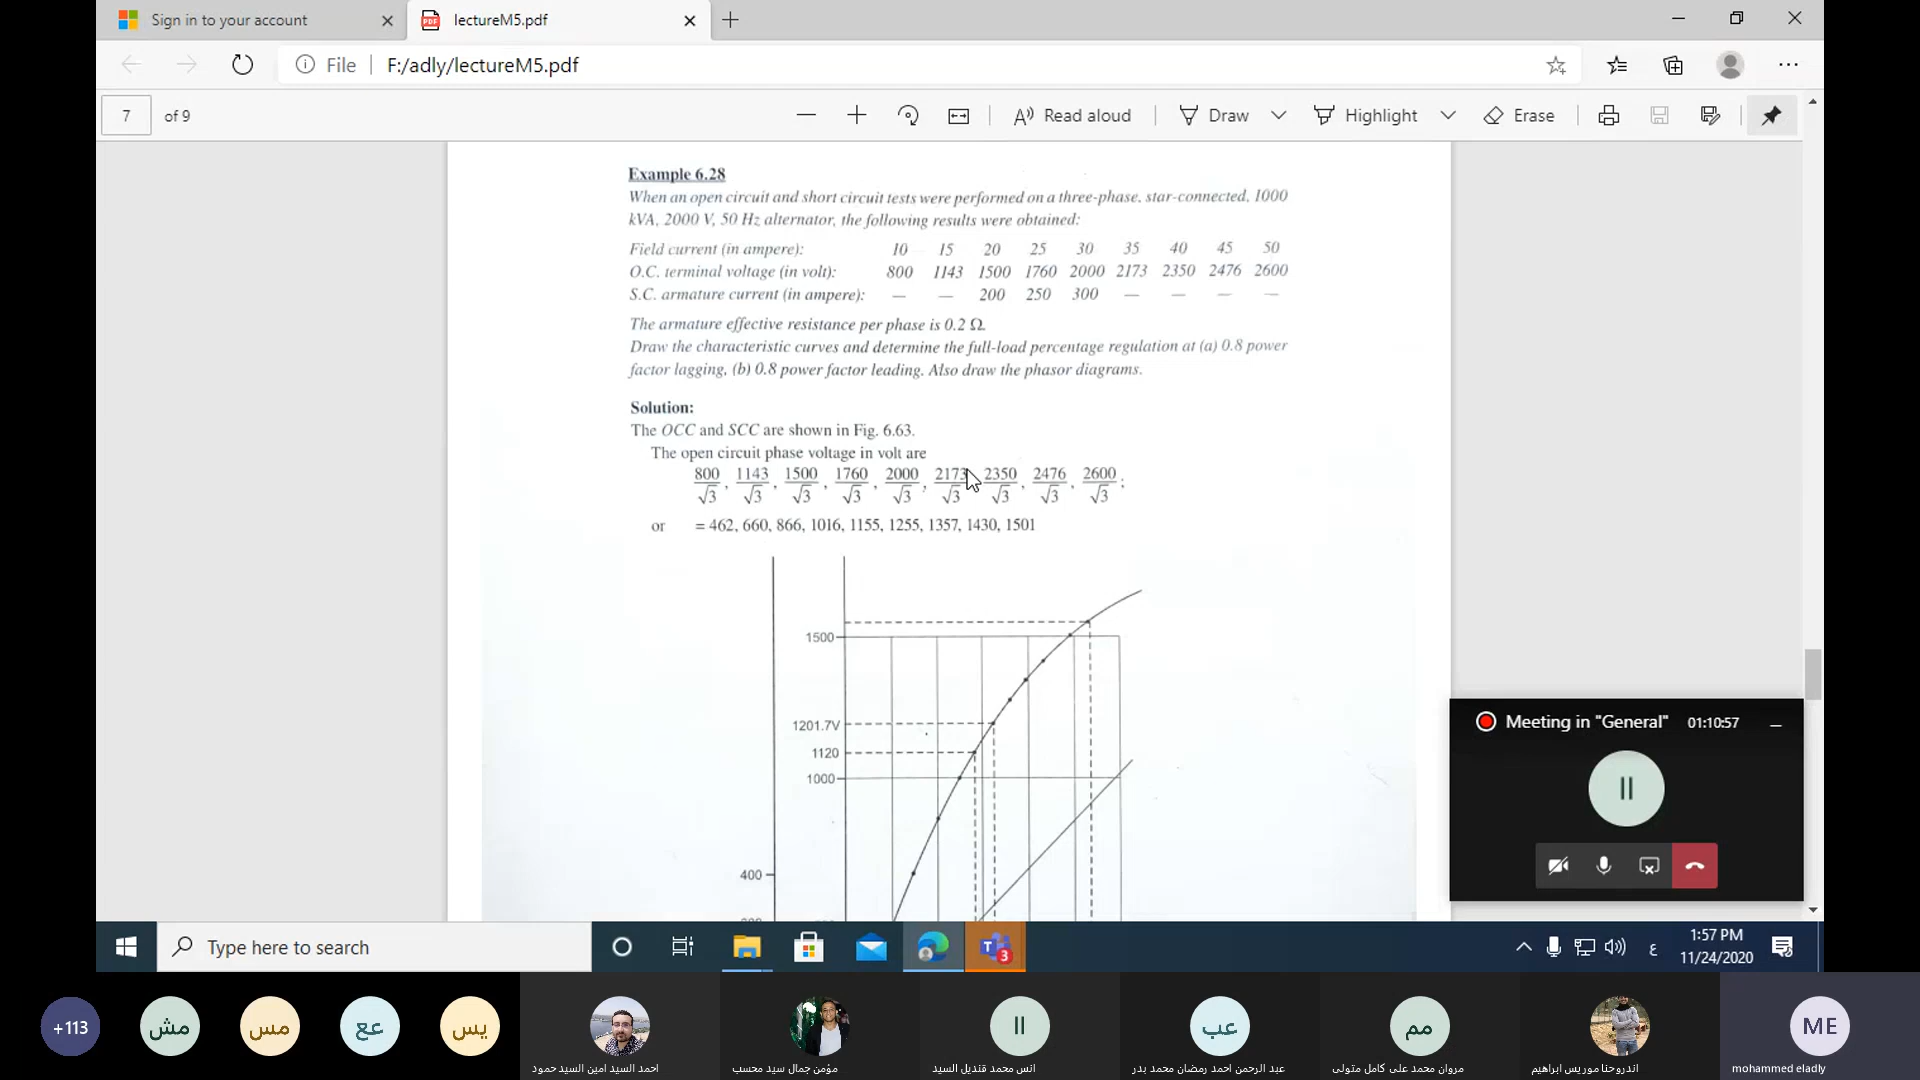 Sign in to your account
lectureM5.pdf
File
F:/adly/lectureM5.pdf
7
of 9
Read aloud
Draw
Highlight
Erase
Example 6.28
When an open circuit and short circuit tests were performed on a three-phase, star-connected, 1000
kVA, 2000 V, 50 Hz alternator, the following results were obtained:
Field current (in ampere): 10 15 20 25 30 35 40 45 50
O.C. terminal voltage (in volt): 800 1143 1500 1760 2000 2173 2350 2476 2600
S.C. armature current (in ampere): — — 200 250 300 — — — —
The armature effective resistance per phase is 0.2 Ω.
Draw the characteristic curves and determine the full-load percentage regulation at (a) 0.8 power
factor lagging, (b) 0.8 power factor leading. Also draw the phasor diagrams.
Solution:
The OCC and SCC are shown in Fig. 6.63.
The open circuit phase voltage in volt are
800/√3, 1143/√3, 1500/√3, 1760/√3, 2000/√3, 2173/√3, 2350/√3, 2476/√3, 2600/√3;
or = 462, 660, 866, 1016, 1155, 1255, 1357, 1430, 1501
1500
1201.7V
1120
1000
400
Meeting in "General" 01:10:57
Type here to search
3
ع
1:57 PM
11/24/2020
+113
مش
مس
عع
يس
احمد السيد امين السيد حمود
مؤمن جمال سيد محسب
اا
انس محمد قنديل السيد
عب
عبد الرحمن احمد رمضان محمد بدر
مم
مروان محمد على كامل متولى
اندروحنا موريس ابراهيم
ME
mohammed eladly